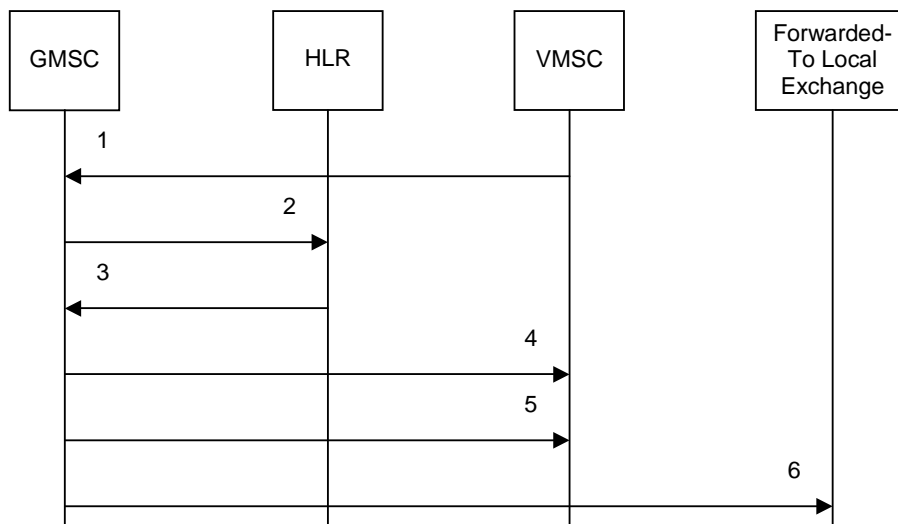 GMSC
HLR
VMSC
Forwarded-
To Local
Exchange
1
2
3
4
5
6